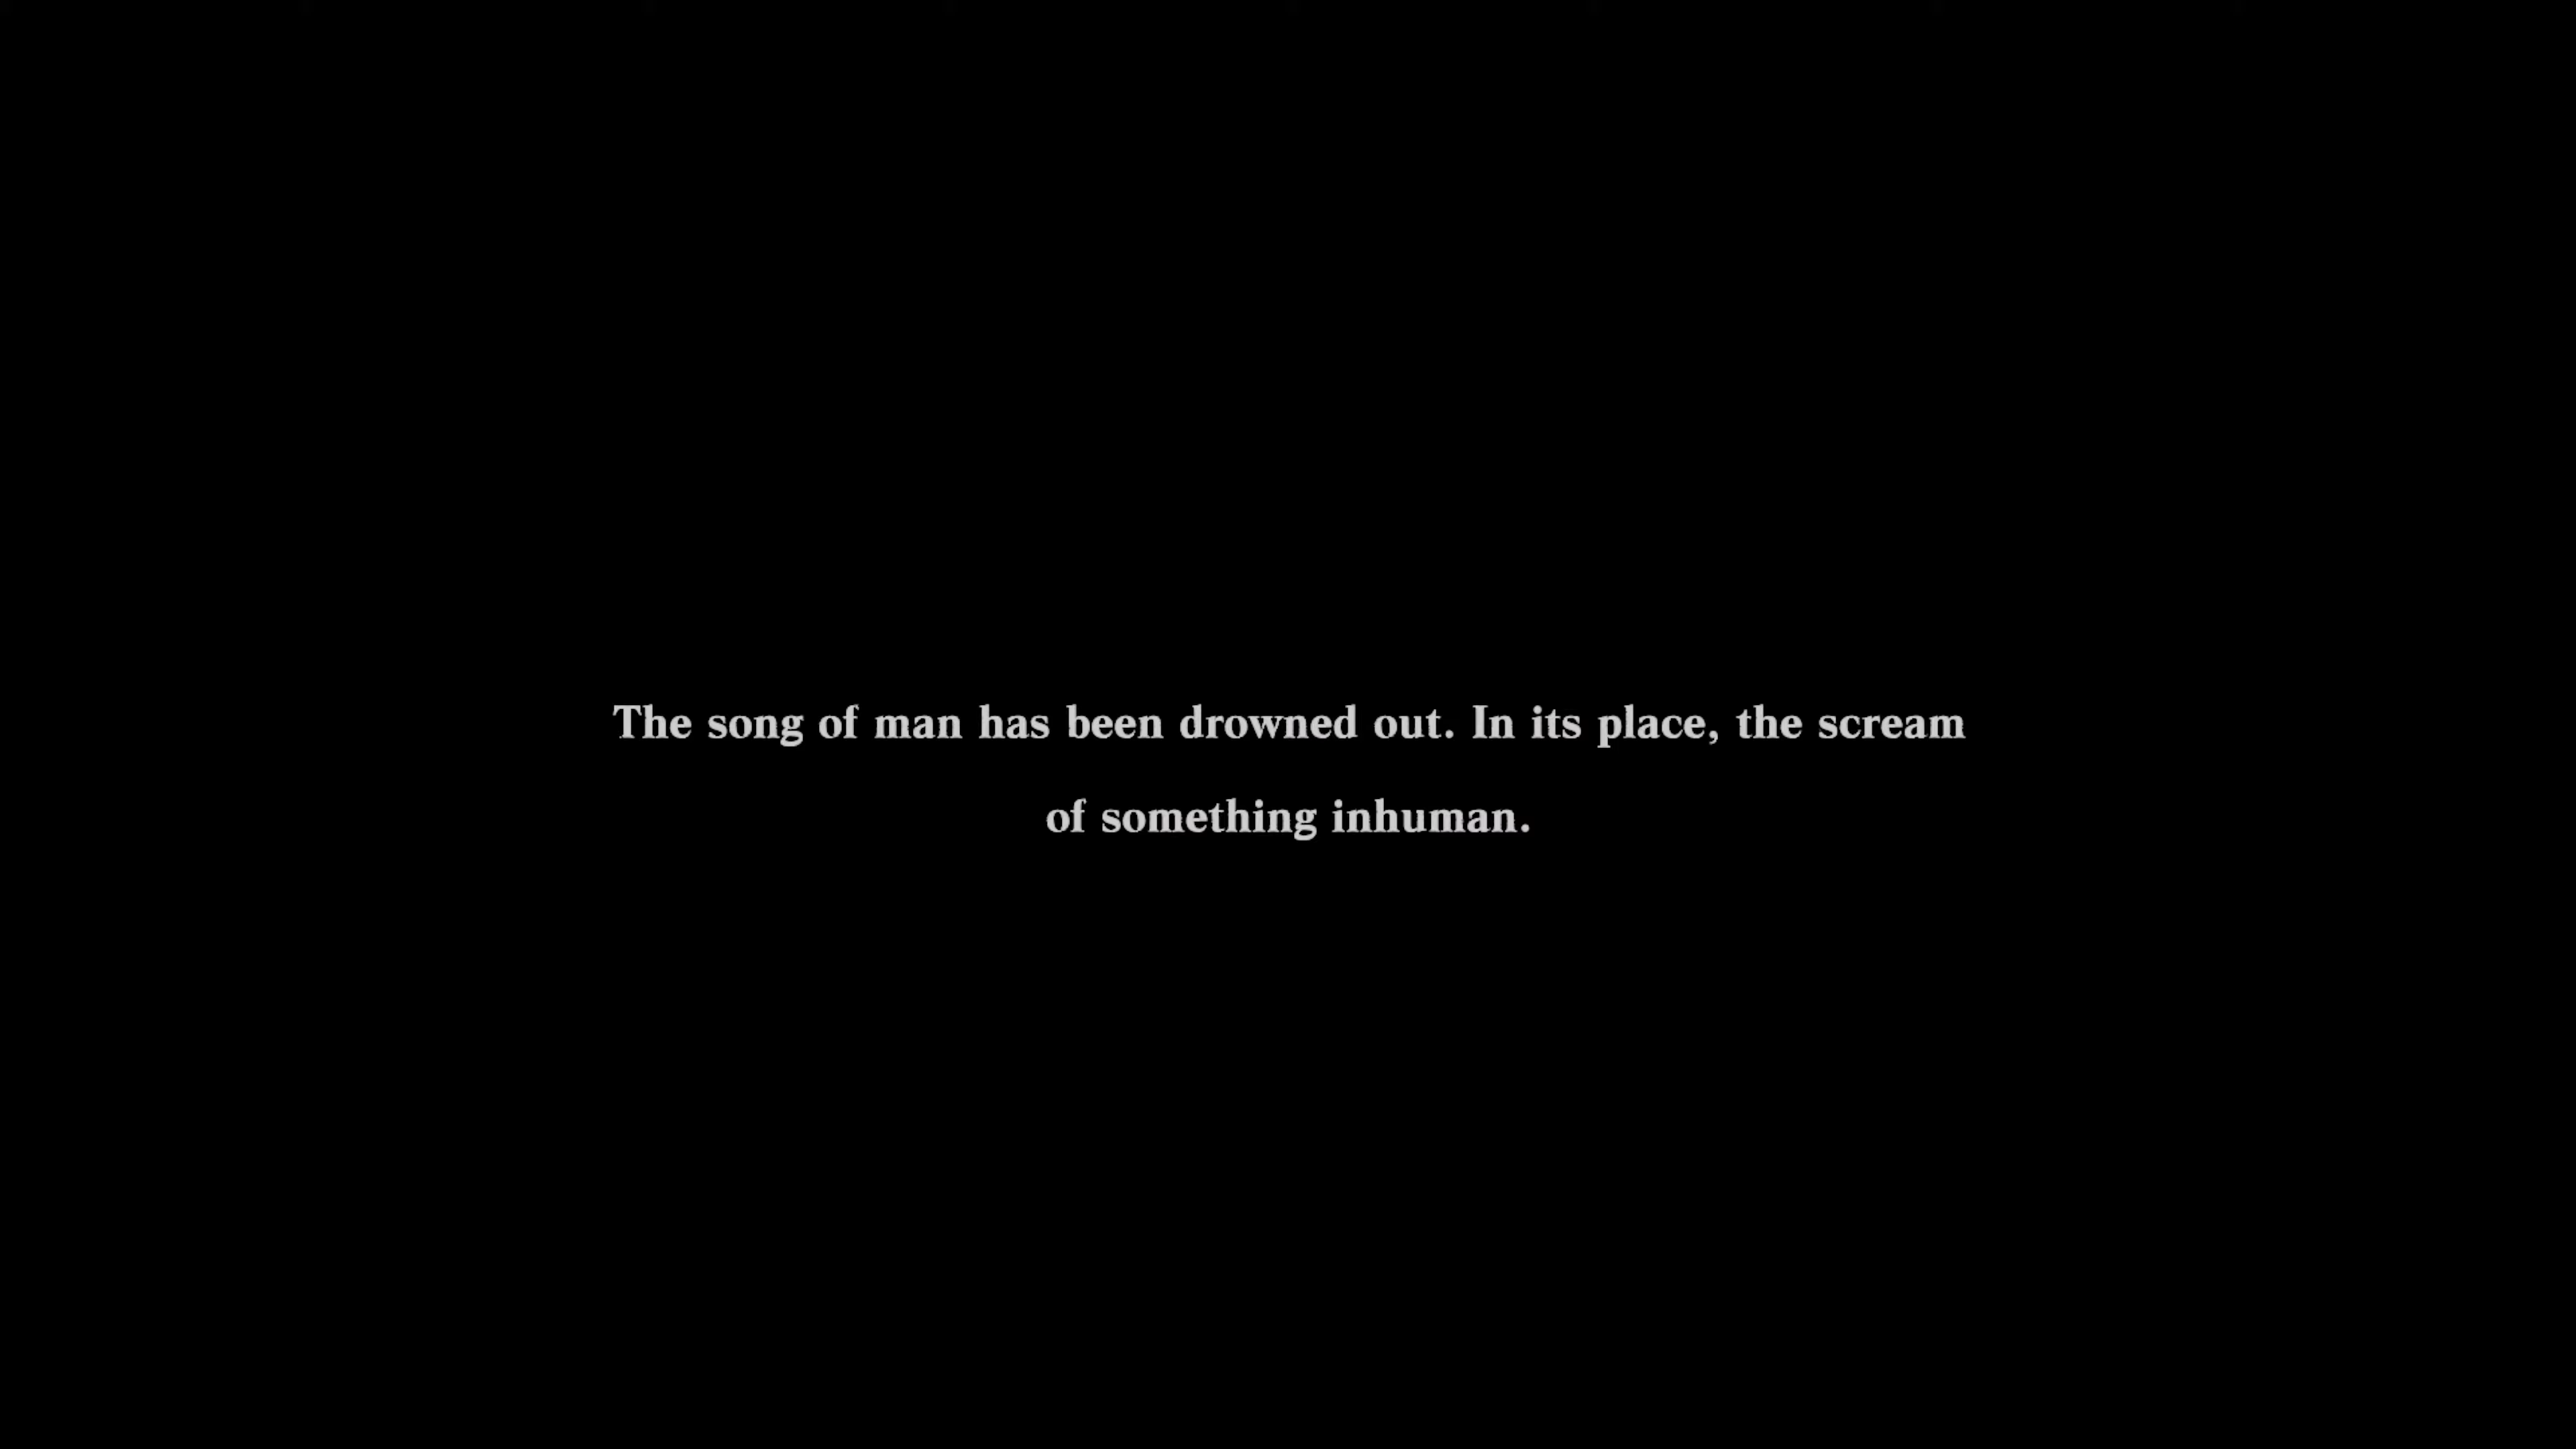 The song of man has been drowned out. In its place, the scream
of something inhuman.